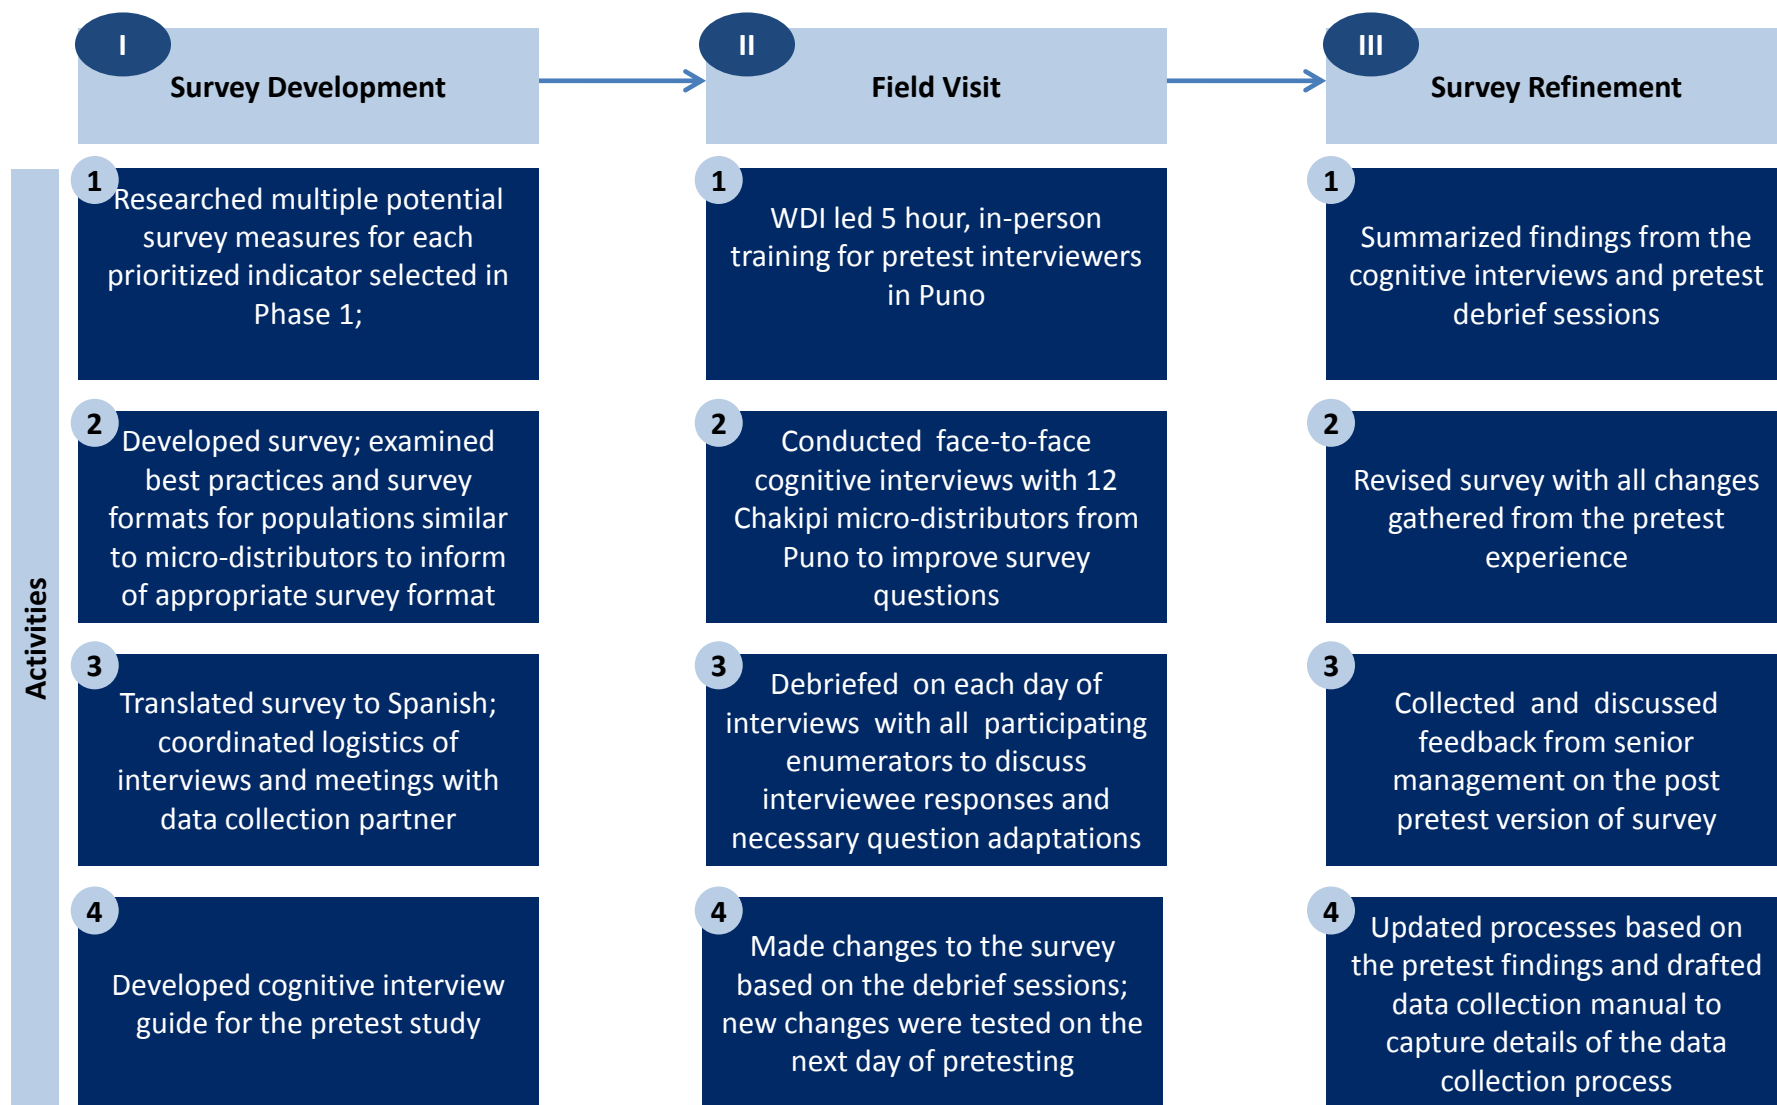 I
Survey Development
II
Field Visit
III
Survey Refinement
Activities
1
Researched multiple potential
survey measures for each
prioritized indicator selected in
Phase 1;
2
Developed survey; examined
best practices and survey
formats for populations similar
to micro-distributors to inform
of appropriate survey format
3
Translated survey to Spanish;
coordinated logistics of
interviews and meetings with
data collection partner
4
Developed cognitive interview
guide for the pretest study
1
WDI led 5 hour, in-person
training for pretest interviewers
in Puno
2
Conducted face-to-face
cognitive interviews with 12
Chakipi micro-distributors from
Puno to improve survey
questions
3
Debriefed on each day of
interviews with all participating
enumerators to discuss
interviewee responses and
necessary question adaptations
4
Made changes to the survey
based on the debrief sessions;
new changes were tested on the
next day of pretesting
1
Summarized findings from the
cognitive interviews and pretest
debrief sessions
2
Revised survey with all changes
gathered from the pretest
experience
3
Collected and discussed
feedback from senior
management on the post
pretest version of survey
4
Updated processes based on
the pretest findings and drafted
data collection manual to
capture details of the data
collection process